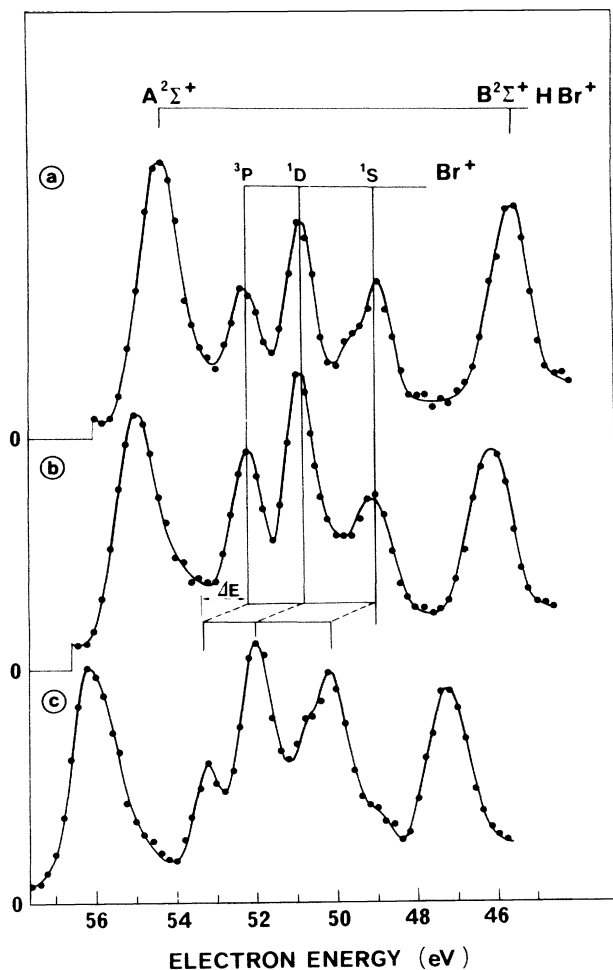 A²Σ⁺ B²Σ⁺ HBr⁺
ⓐ
³P ¹D ¹S Br⁺
0
ⓑ
ΔE
0
ⓒ
0
56 54 52 50 48 46
ELECTRON ENERGY (eV)